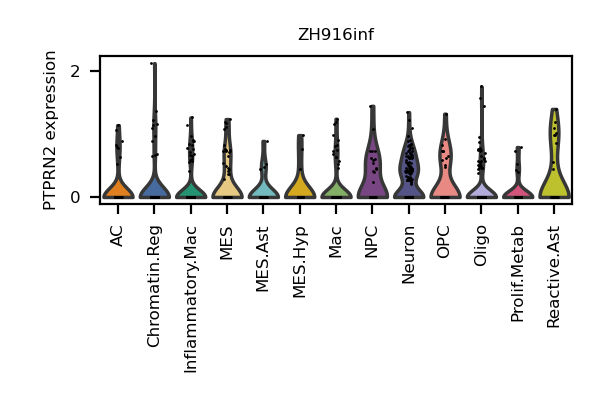 ZH916inf
PTPRN2 expression
2
0
AC
Chromatin.Reg
Inflammatory.Mac
MES
MES.Ast
MES.Hyp
Mac
NPC
Neuron
OPC
Oligo
Prolif.Metab
Reactive.Ast